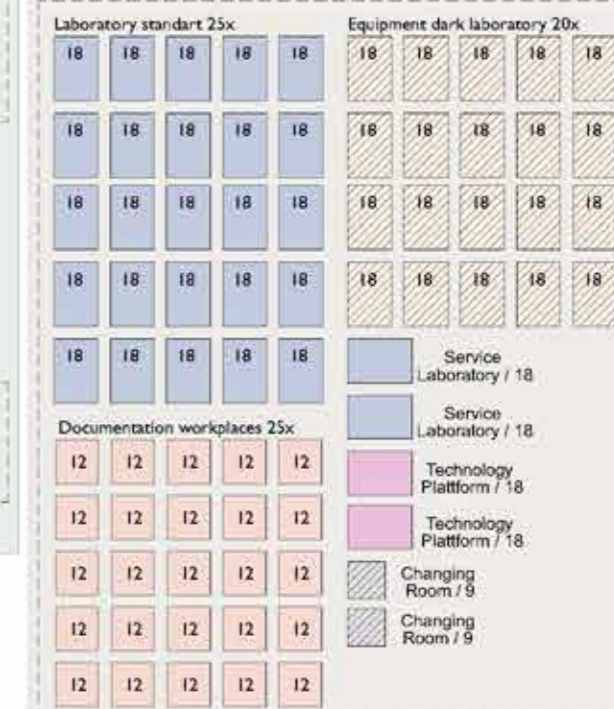 Laboratory standart 25x
18 18 18 18 18
18 18 18 18 18
18 18 18 18 18
18 18 18 18 18
18 18 18 18 18
Documentation workplaces 25x
12 12 12 12 12
12 12 12 12 12
12 12 12 12 12
12 12 12 12 12
12 12 12 12 12
Equipment dark laboratory 20x
18 18 18 18 18
18 18 18 18 18
18 18 18 18 18
18 18 18 18 18
Service
Laboratory / 18
Service
Laboratory / 18
Technology
Plattform / 18
Technology
Plattform / 18
Changing
Room / 9
Changing
Room / 9